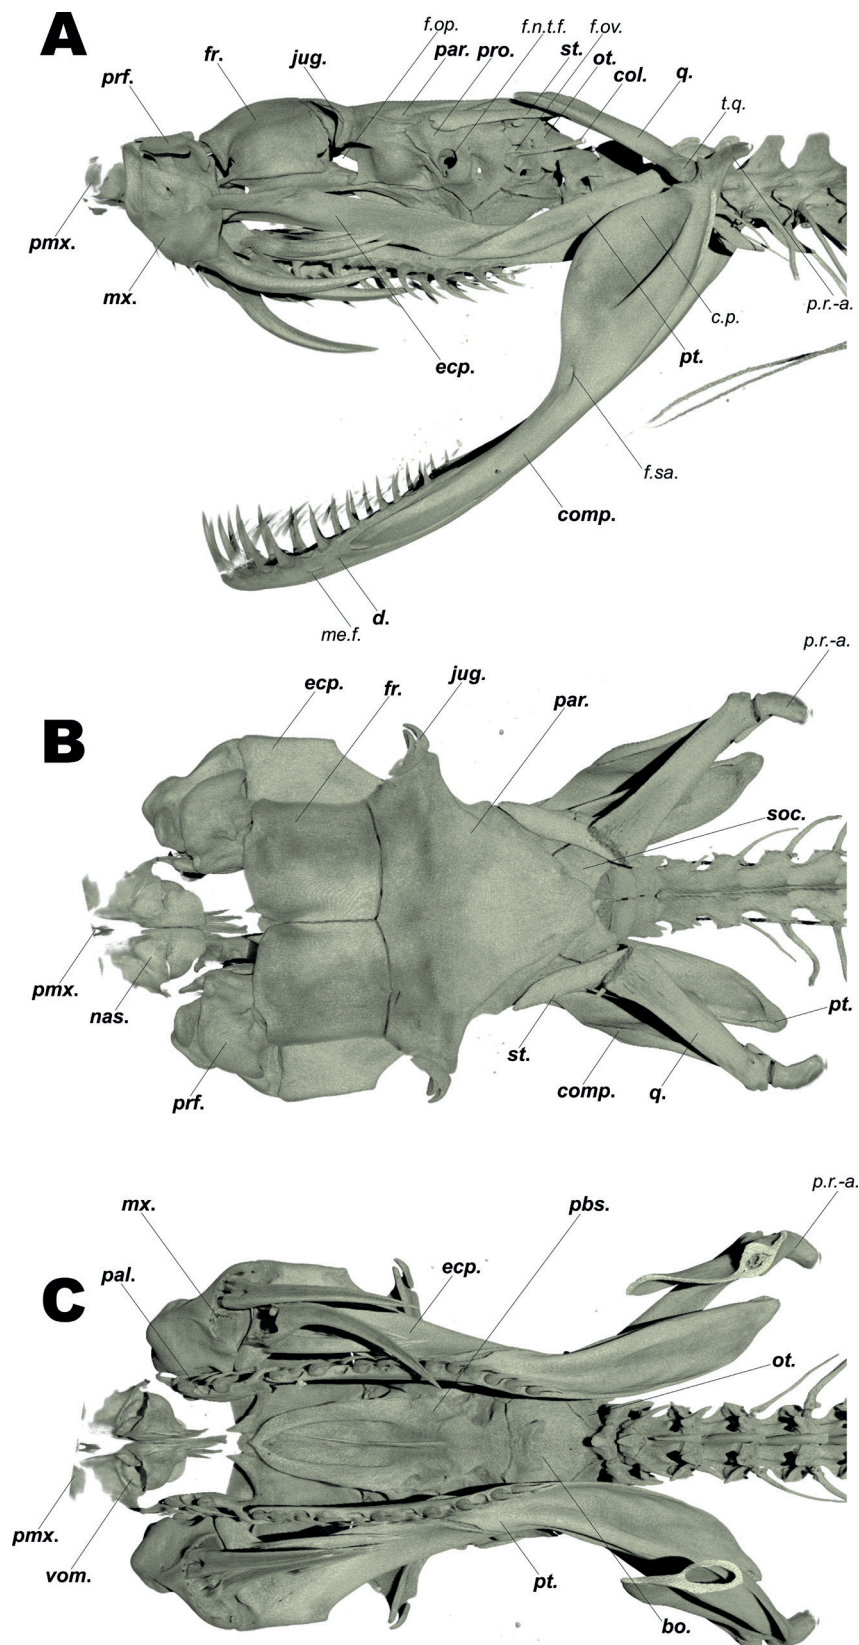 A
f.op.
f.n.t.f.
f.ov.
fr.
jug.
par.
pro.
st.
ot.
col.
q.
prf.
t.q.
pmx.
mx.
ecp.
pt.
c.p.
p.r.-a.
f.sa.
comp.
d.
me.f.
B
ecp.
fr.
jug.
par.
p.r.-a.
soc.
pmx.
nas.
prf.
st.
comp.
q.
pt.
C
mx.
pal.
ecp.
pbs.
p.r.-a.
ot.
pmx.
vom.
pt.
bo.